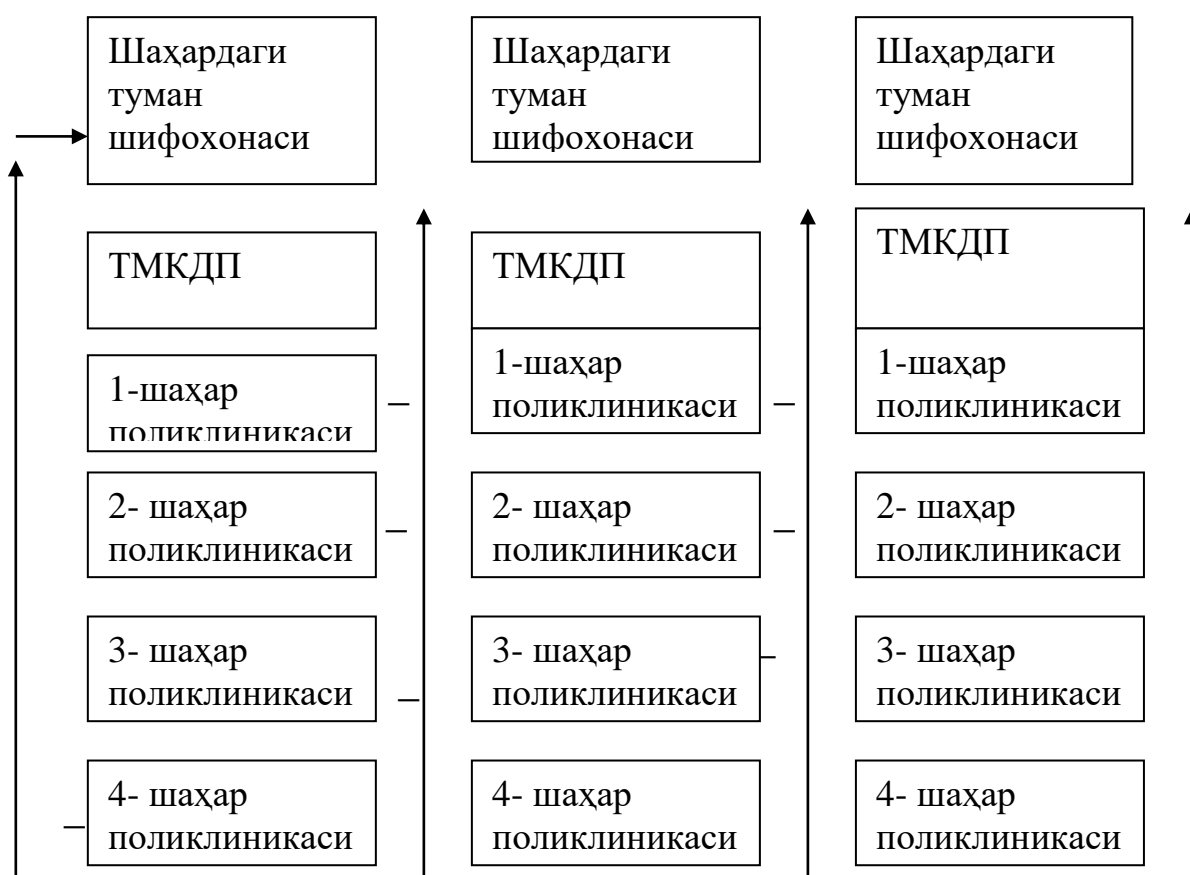 Шаҳардаги
туман
шифохонаси
Шаҳардаги
туман
шифохонаси
Шаҳардаги
туман
шифохонаси
ТМКДП
ТМКДП
ТМКДП
1-шаҳар
поликлиникаси
1-шаҳар
поликлиникаси
1-шаҳар
поликлиникаси
2- шаҳар
поликлиникаси
2- шаҳар
поликлиникаси
2- шаҳар
поликлиникаси
3- шаҳар
поликлиникаси
3- шаҳар
поликлиникаси
3- шаҳар
поликлиникаси
4- шаҳар
поликлиникаси
4- шаҳар
поликлиникаси
4- шаҳар
поликлиникаси